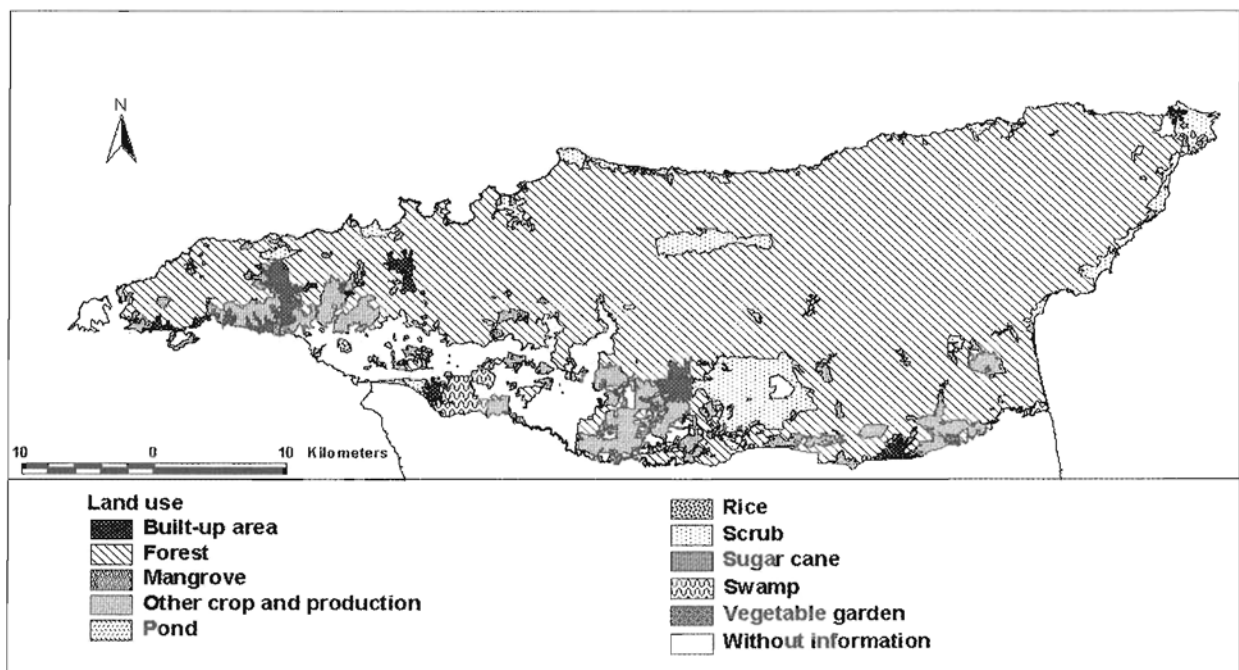 N
10 0 10 Kilometers
Land use
Built-up area
Forest
Mangrove
Other crop and production
Pond
Rice
Scrub
Sugar cane
Swamp
Vegetable garden
Without information